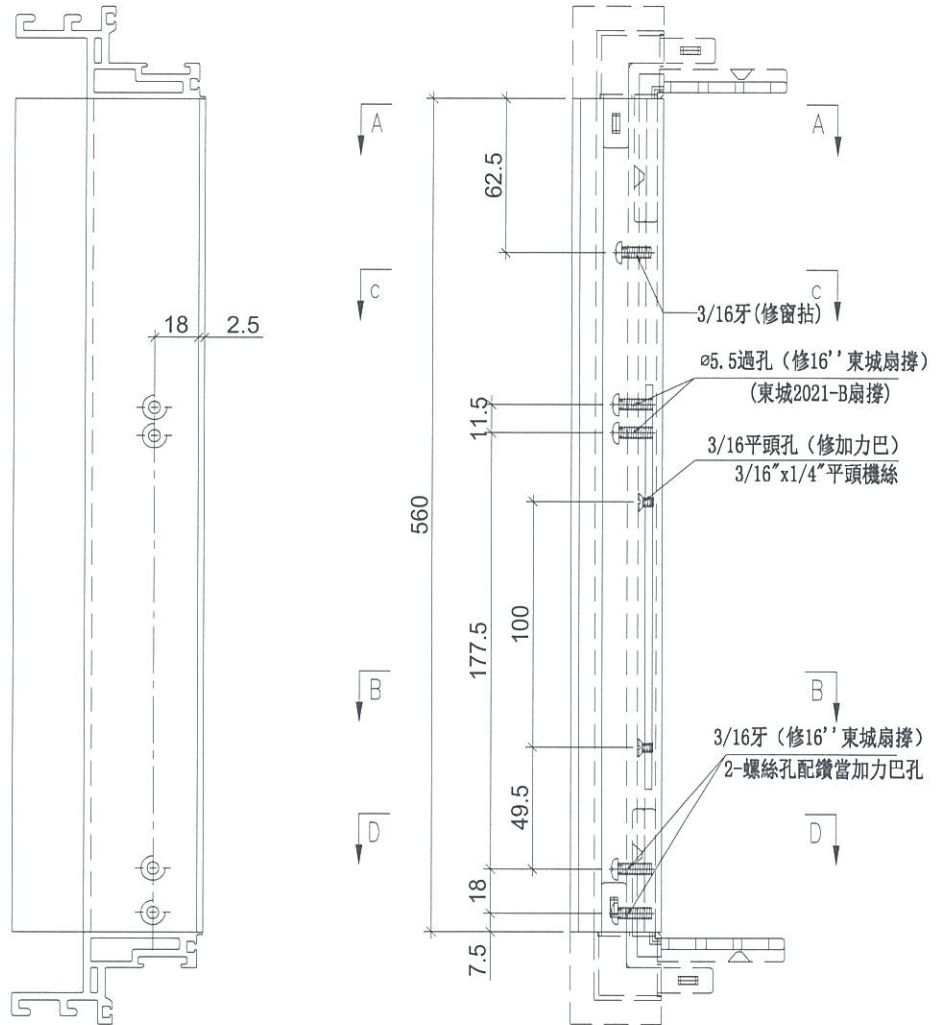 A
A
62.5
C
C
3/16牙(修窗拈)
18
2.5
ø5.5過孔（修16''東城扇撐）
(東城2021-B扇撐)
11.5
3/16平頭孔（修加力巴）
3/16"x1/4"平頭機絲
560
100
177.5
B
B
3/16牙（修16''東城扇撐）
2-螺絲孔配鑽當加力巴孔
49.5
D
D
18
7.5